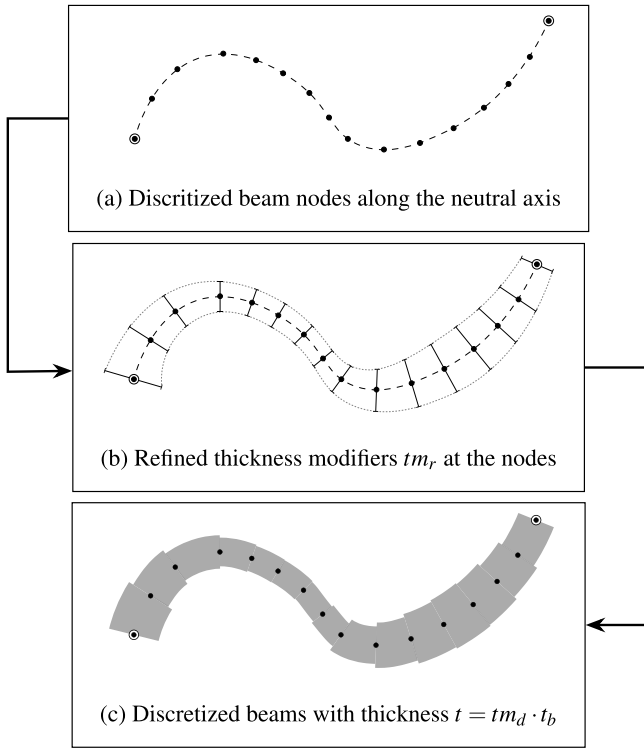 (a) Discritized beam nodes along the neutral axis
(b) Refined thickness modifiers tm_r at the nodes
(c) Discretized beams with thickness t = tm_d · t_b